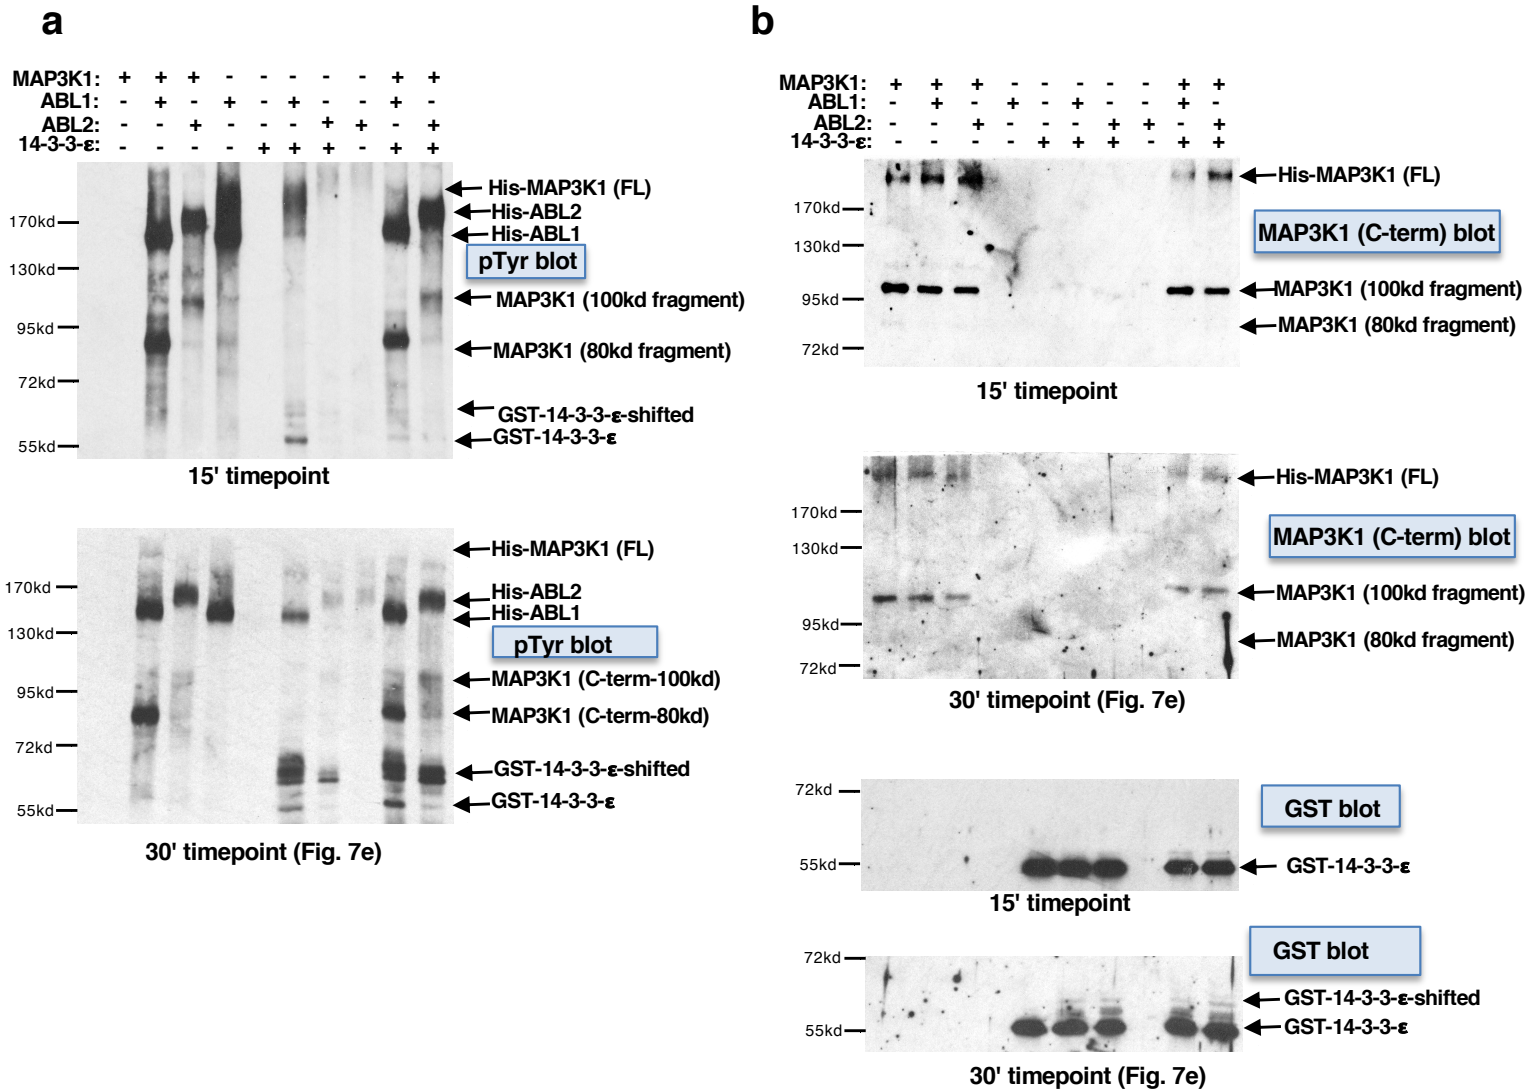 a
MAP3K1: + + + - - - - - + +
ABL1: - + - + - + - - + -
ABL2: - - + - - - + + - +
14-3-3-ε: - - - - + + + - + +
170kd
130kd
95kd
72kd
55kd
His-MAP3K1 (FL)
His-ABL2
His-ABL1
pTyr blot
MAP3K1 (100kd fragment)
MAP3K1 (80kd fragment)
GST-14-3-3-ε-shifted
GST-14-3-3-ε
15' timepoint
170kd
130kd
95kd
72kd
55kd
His-MAP3K1 (FL)
His-ABL2
His-ABL1
pTyr blot
MAP3K1 (C-term-100kd)
MAP3K1 (C-term-80kd)
GST-14-3-3-ε-shifted
GST-14-3-3-ε
30' timepoint (Fig. 7e)
b
MAP3K1: + + + - - - - - + +
ABL1: - + - + - + - - + -
ABL2: - - + - - - + + - +
14-3-3-ε: - - - - + + + - + +
170kd
130kd
95kd
72kd
His-MAP3K1 (FL)
MAP3K1 (C-term) blot
MAP3K1 (100kd fragment)
MAP3K1 (80kd fragment)
15' timepoint
170kd
130kd
95kd
72kd
His-MAP3K1 (FL)
MAP3K1 (C-term) blot
MAP3K1 (100kd fragment)
MAP3K1 (80kd fragment)
30' timepoint (Fig. 7e)
72kd
55kd
GST blot
GST-14-3-3-ε
15' timepoint
72kd
55kd
GST blot
GST-14-3-3-ε-shifted
GST-14-3-3-ε
30' timepoint (Fig. 7e)